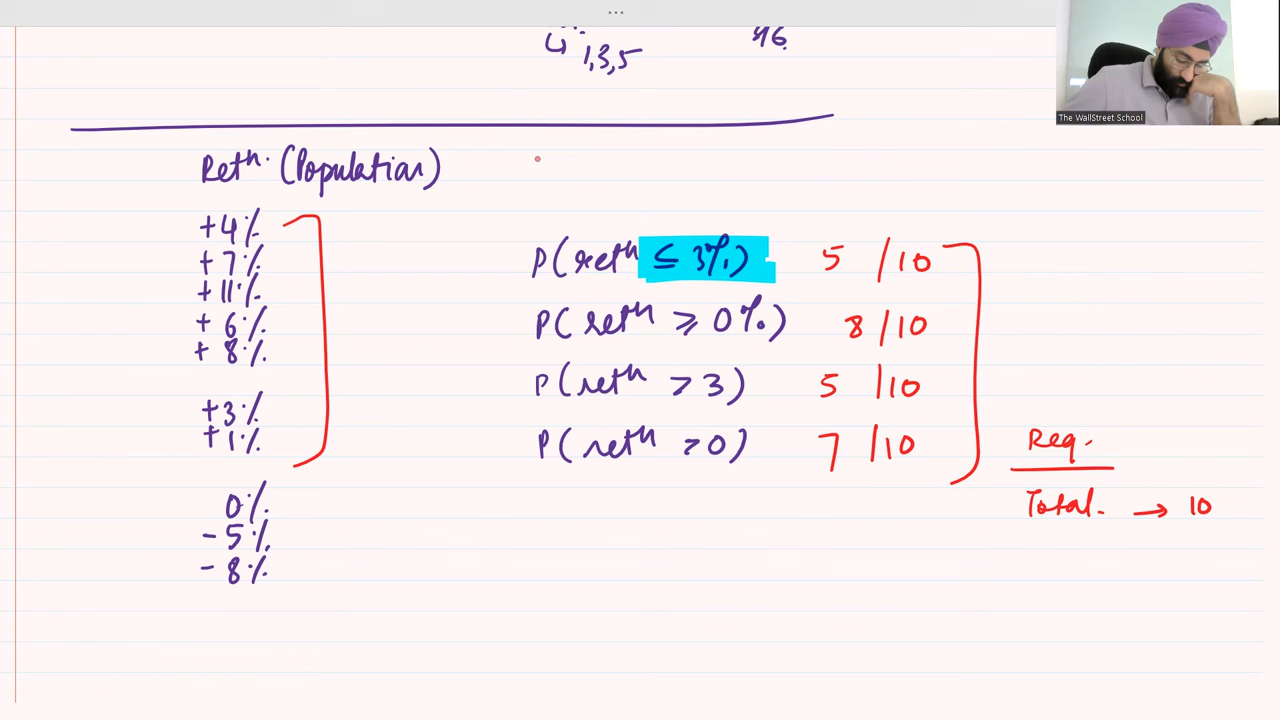 1,3,5
The WallStreet School
Retn. (Population)
+4%
+7%
+11%
+6%
+8%
+3%
+1%
0%
-5%
-8%
P(retn ≤ 3%) 5 /10
P(retn ≥ 0%) 8/10
P(retn > 3) 5 /10
P(retn >0) 7 /10
Req.
Total. → 10